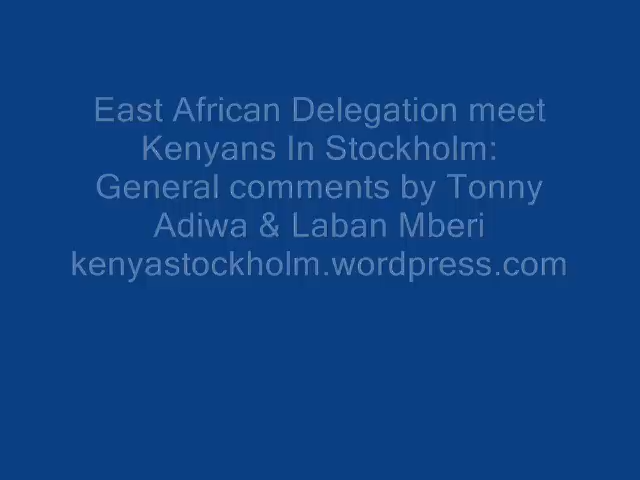 East African Delegation meet
Kenyans In Stockholm:
General comments by Tonny
Adiwa & Laban Mberi
kenyastockholm.wordpress.com